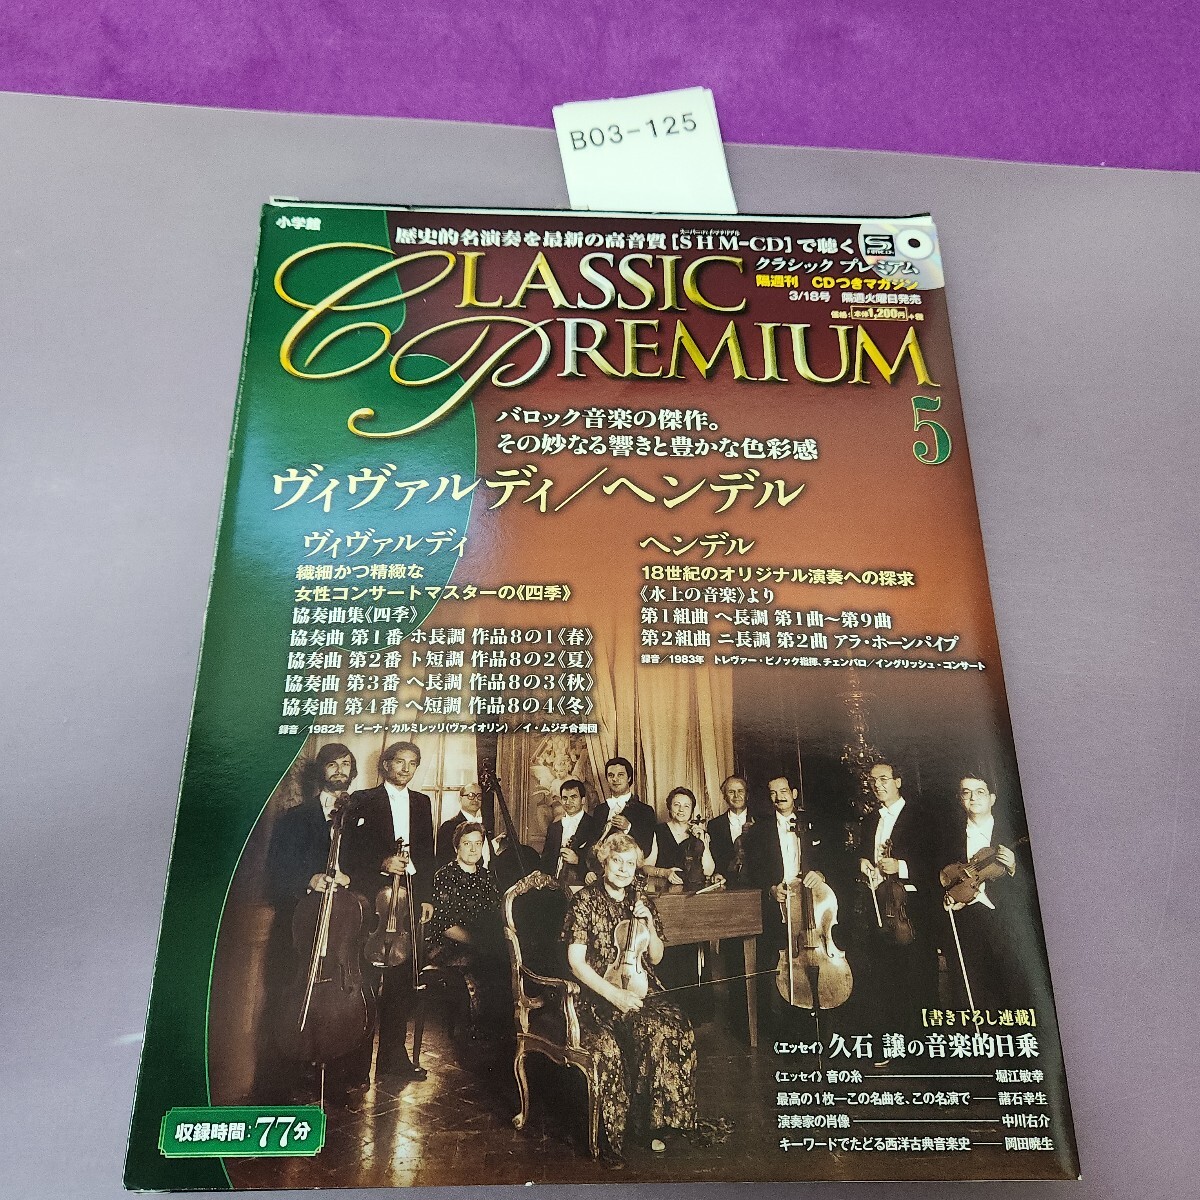 B03-125
小学館
歴史的名演奏を最新の高音質[SHM-CD]で聴く
CLASSIC
PREMIUM
クラシック プレミアム
隔週刊 CDつきマガジン
3/18号 隔週火曜日発売
価格:本体1,200円+税
5
バロック音楽の傑作。
その妙なる響きと豊かな色彩感
ヴィヴァルディ/ヘンデル
ヴィヴァルディ
繊細かつ精緻な
女性コンサートマスターの《四季》
協奏曲集《四季》
協奏曲 第1番 ホ長調 作品8の1《春》
協奏曲 第2番 ト短調 作品8の2《夏》
協奏曲 第3番 ヘ長調 作品8の3《秋》
協奏曲 第4番 ヘ短調 作品8の4《冬》
録音/1982年 ピーナ・カルミレッリ(ヴァイオリン)/イ・ムジチ合奏団
ヘンデル
18世紀のオリジナル演奏への探求
《水上の音楽》より
第1組曲 ヘ長調 第1曲〜第9曲
第2組曲 ニ長調 第2曲 アラ・ホーンパイプ
録音/1983年 トレヴァー・ピノック指揮、チェンバロ/イングリッシュ・コンサート
【書き下ろし連載】
《エッセイ》久石 譲の音楽的日乗
《エッセイ》音の糸―堀江敏幸
最高の1枚―この名曲を、この名演で―諸石幸生
演奏家の肖像―中川右介
キーワードでたどる西洋古典音楽史―岡田暁生
収録時間:77分